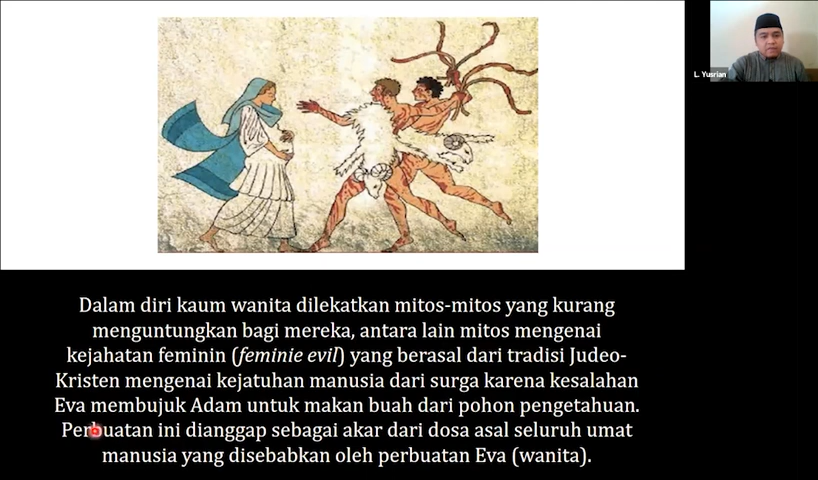 L. Yusrian
Dalam diri kaum wanita dilekatkan mitos-mitos yang kurang
menguntungkan bagi mereka, antara lain mitos mengenai
kejahatan feminin (feminie evil) yang berasal dari tradisi Judeo-
Kristen mengenai kejatuhan manusia dari surga karena kesalahan
Eva membujuk Adam untuk makan buah dari pohon pengetahuan.
Perbuatan ini dianggap sebagai akar dari dosa asal seluruh umat
manusia yang disebabkan oleh perbuatan Eva (wanita).